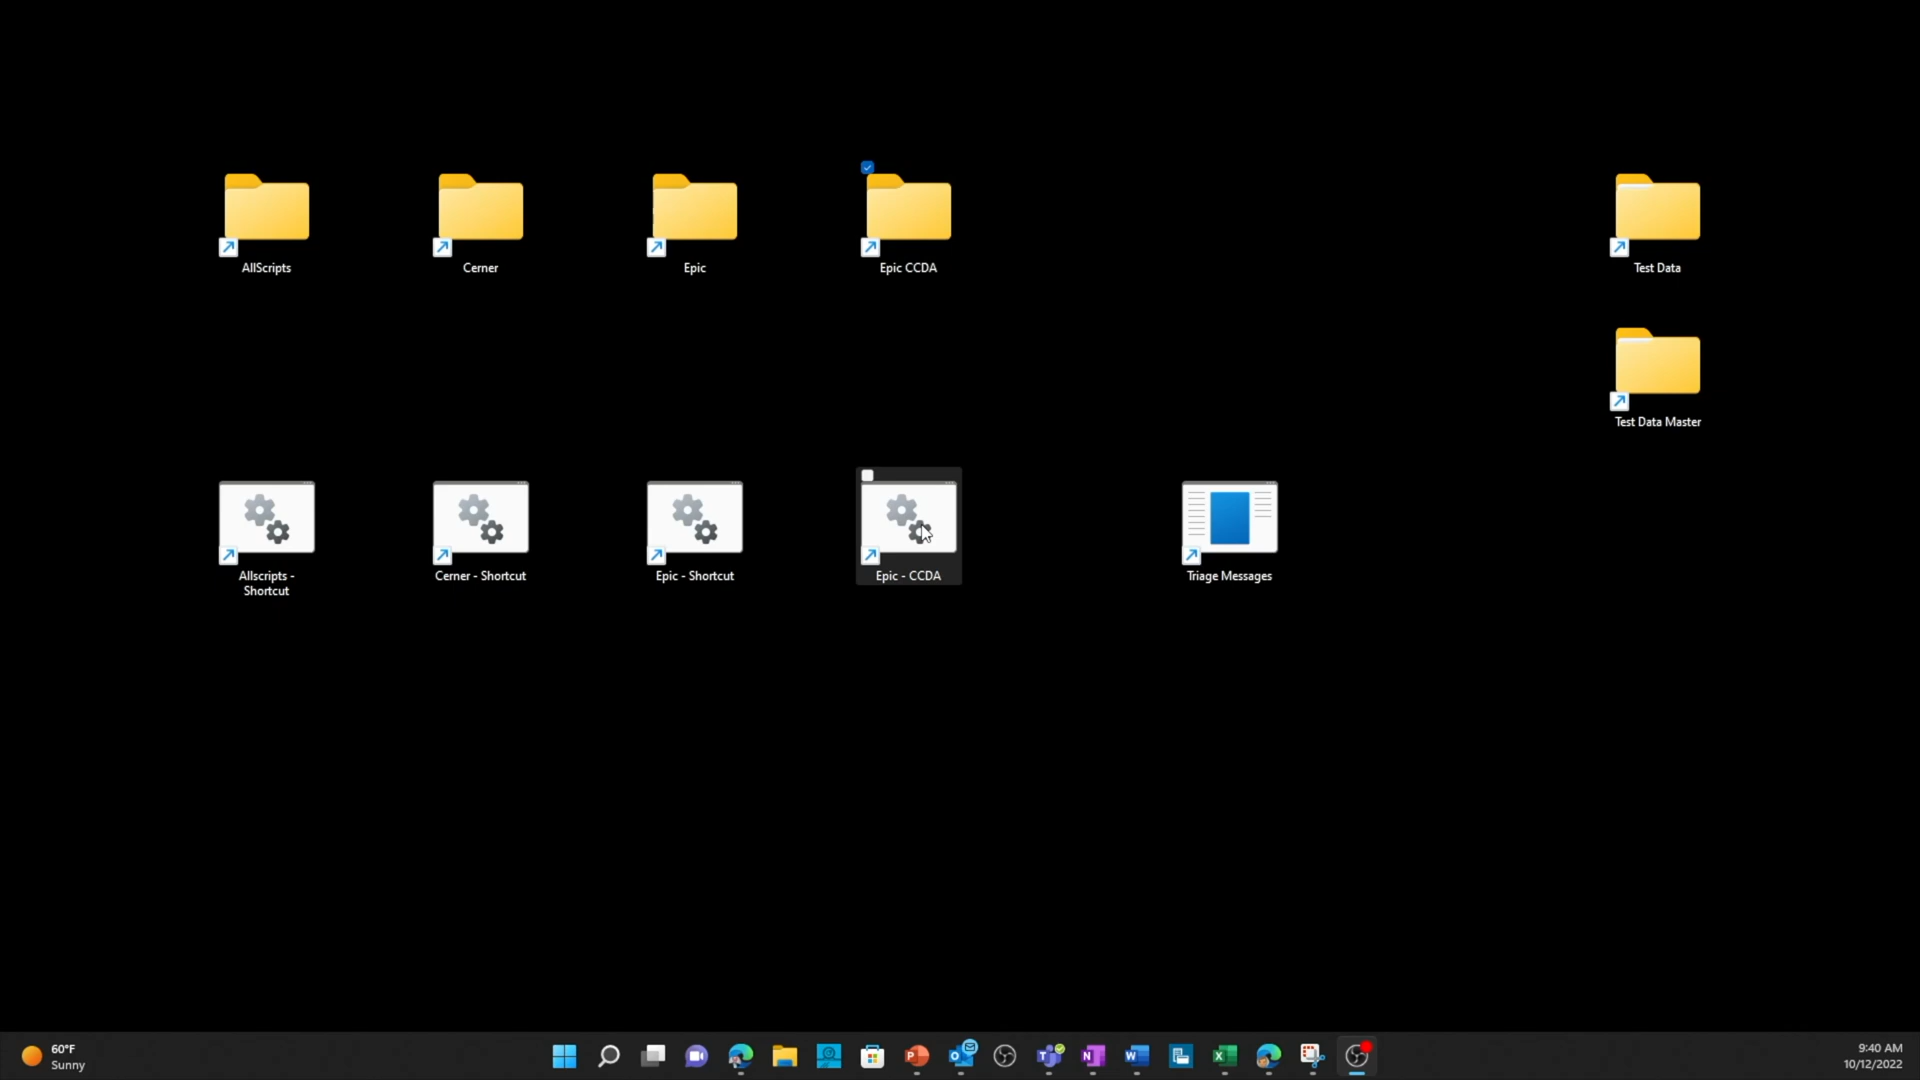 AllScripts
Cerner
Epic
Epic CCDA
Test Data
Test Data Master
Allscripts -
Shortcut
Cerner - Shortcut
Epic - Shortcut
Epic - CCDA
Triage Messages
60°F
Sunny
9:40 AM
10/12/2022